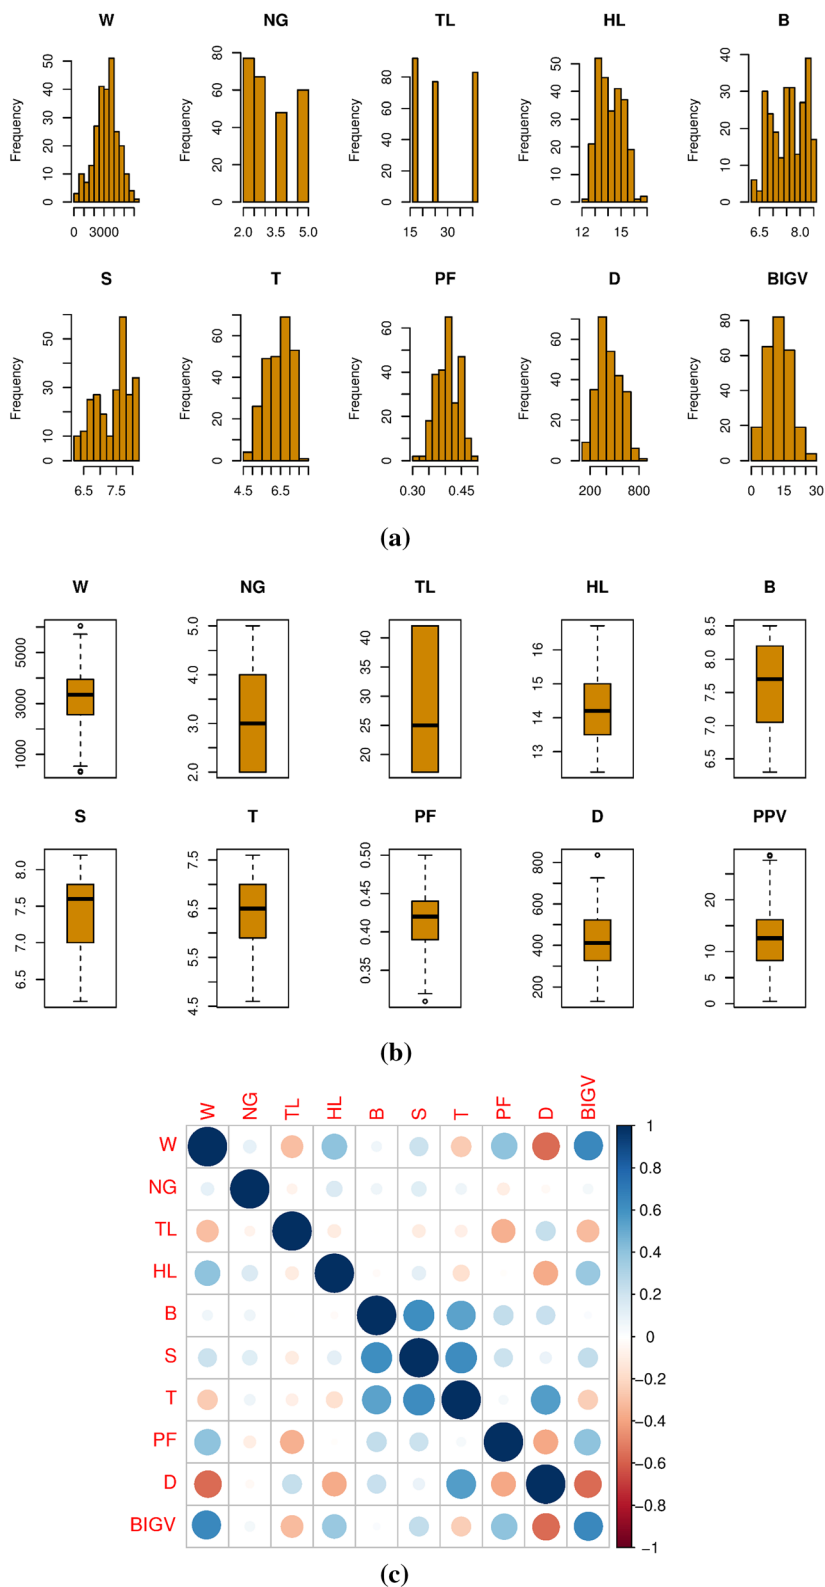 W NG TL HL B
Frequency
0 10 20 30 40 50
0 3000
Frequency
0 20 40 60 80
2.0 3.5 5.0
Frequency
0 20 40 60 80
15 30
Frequency
0 10 20 30 40 50
12 15
Frequency
0 10 20 30 40
6.5 8.0
S T PF D BIGV
Frequency
0 10 30 50
6.5 7.5
Frequency
0 20 40 60
4.5 6.5
Frequency
0 20 40 60
0.30 0.45
Frequency
0 20 40 60
200 800
Frequency
0 20 40 60 80
0 15 30
(a)
W NG TL HL B
1000 3000 5000
2.0 3.0 4.0 5.0
20 25 30 35 40
13 14 15 16
6.5 7.0 7.5 8.0 8.5
S T PF D PPV
6.5 7.0 7.5 8.0
4.5 5.5 6.5 7.5
0.35 0.40 0.45 0.50
200 400 600 800
0 5 10 20
(b)
W NG TL HL B S T PF D BIGV
W
NG
TL
HL
B
S
T
PF
D
BIGV
1
0.8
0.6
0.4
0.2
0
−0.2
−0.4
−0.6
−0.8
−1
(c)